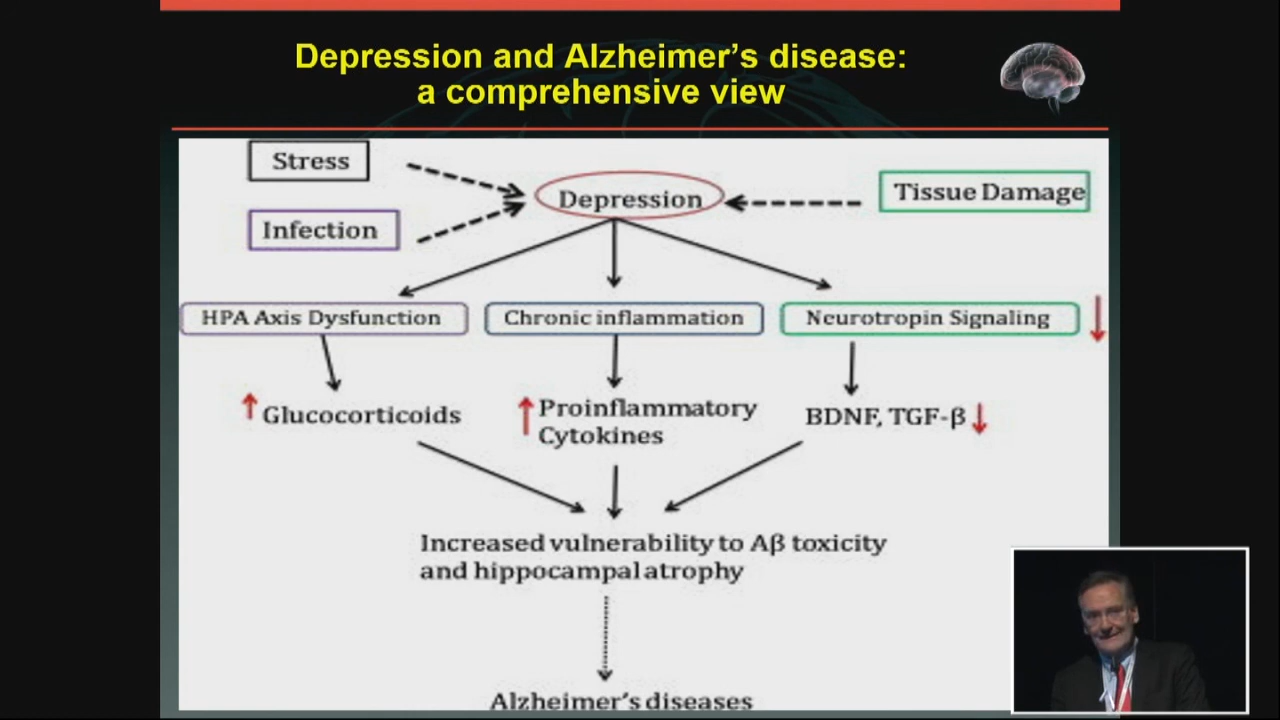 Depression and Alzheimer's disease:
a comprehensive view
Stress
Depression
Tissue Damage
Infection
HPA Axis Dysfunction
Chronic inflammation
Neurotropin Signaling
Glucocorticoids
Proinflammatory
Cytokines
BDNF, TGF-β
Increased vulnerability to Aβ toxicity
and hippocampal atrophy
Alzheimer's diseases